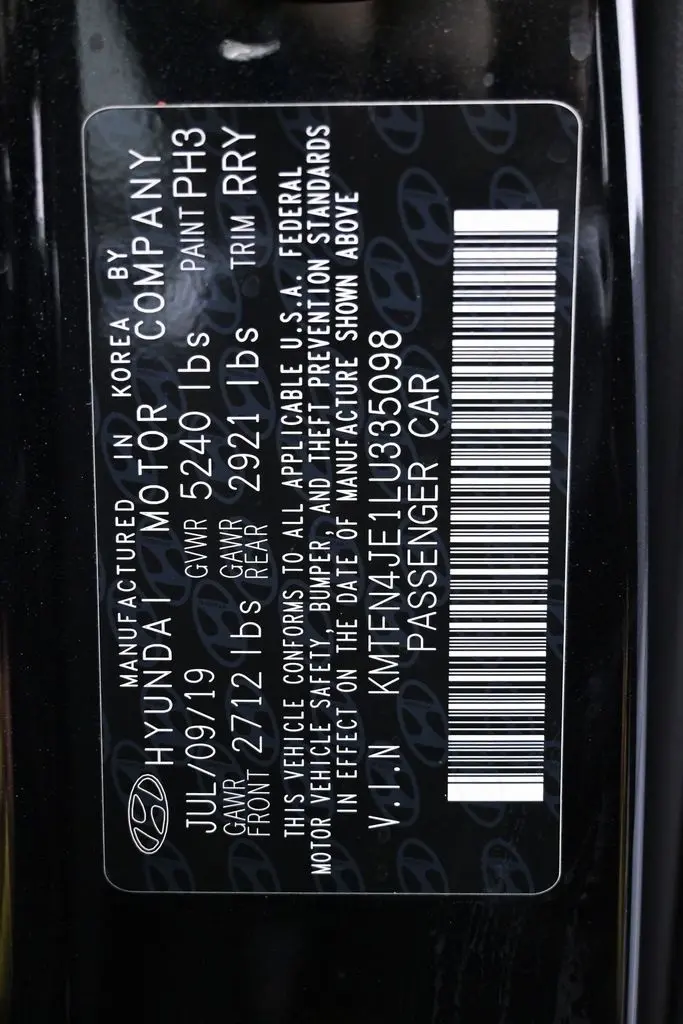 MANUFACTURED IN KOREA BY
HYUNDAI MOTOR COMPANY
JUL/09/19 GVWR 5240 lbs PAINT PH3
GAWR FRONT 2712 lbs GAWR REAR 2921 lbs TRIM RRY
THIS VEHICLE CONFORMS TO ALL APPLICABLE U.S.A. FEDERAL
MOTOR VEHICLE SAFETY, BUMPER, AND THEFT PREVENTION STANDARDS
IN EFFECT ON THE DATE OF MANUFACTURE SHOWN ABOVE
V.I.N KMTFN4JE1LU335098
PASSENGER CAR